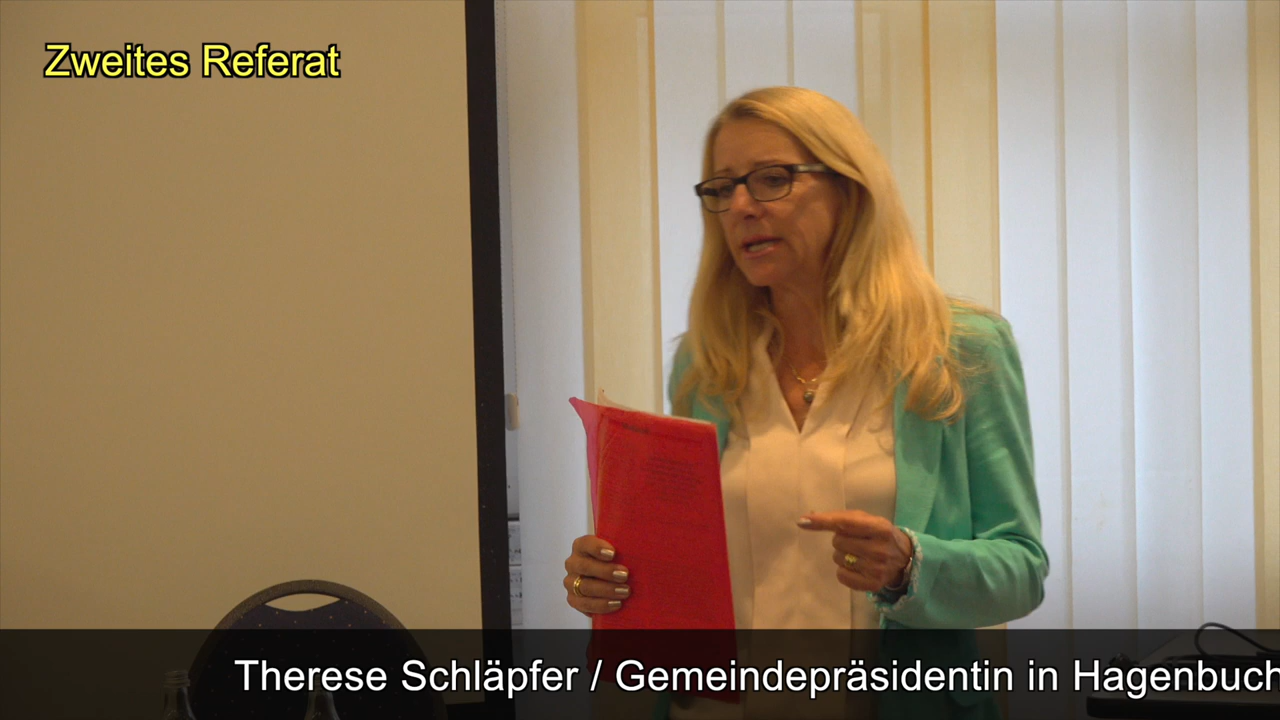 Zweites Referat
Therese Schläpfer / Gemeindepräsidentin in Hagenbuch